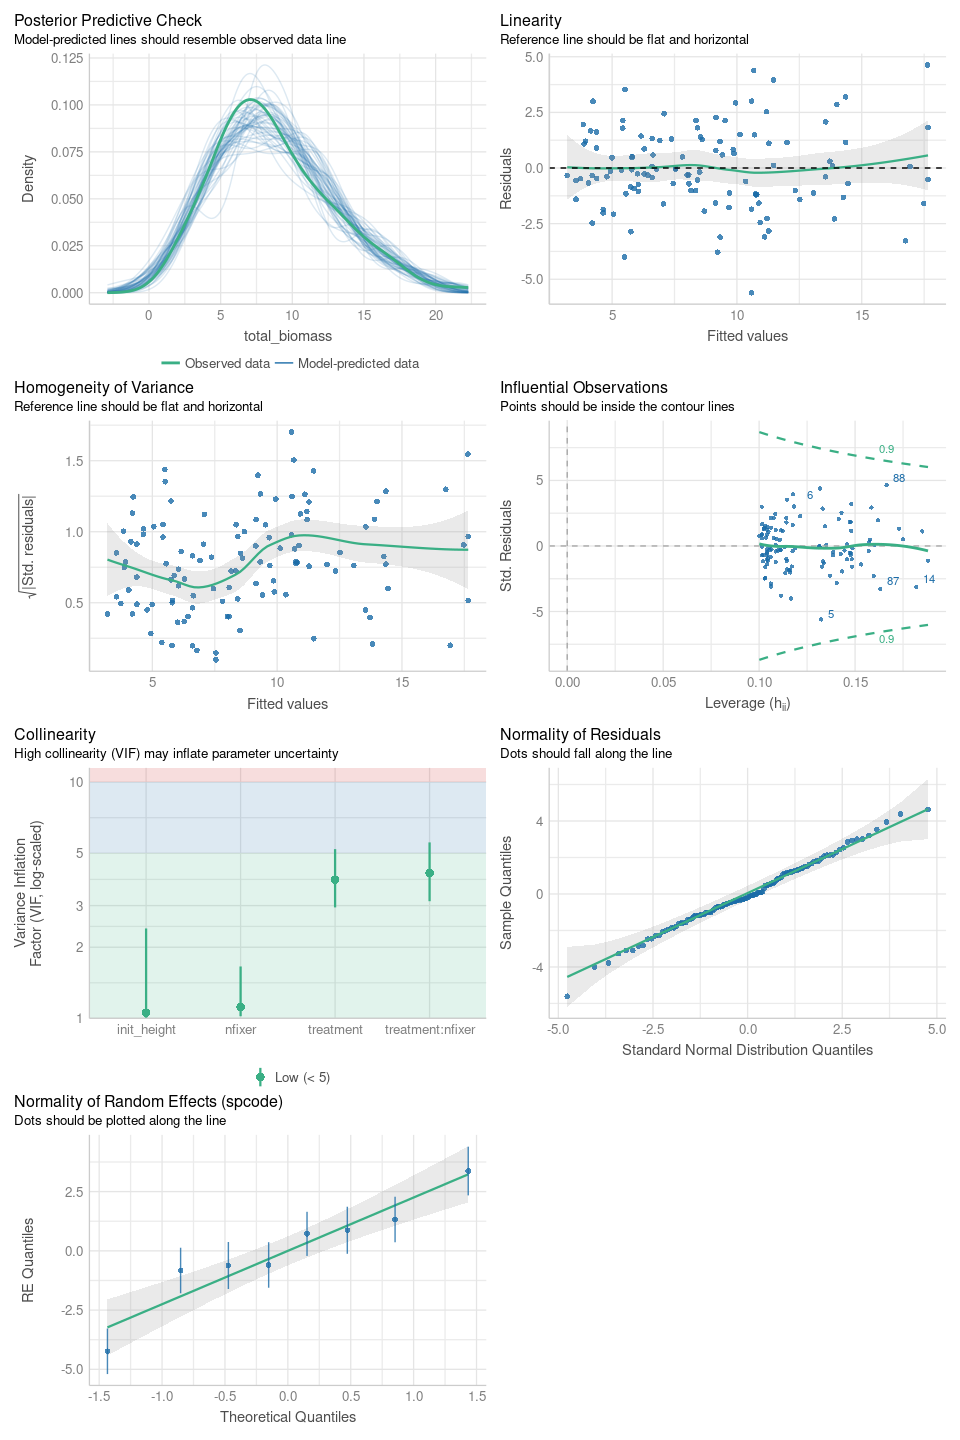 Posterior Predictive Check
Model-predicted lines should resemble observed data line
0.125
0.100
0.075
0.050
0.025
0.000
Density
0
5
10
15
20
total_biomass
Observed data
Model-predicted data
Linearity
Reference line should be flat and horizontal
5.0
2.5
0.0
-2.5
-5.0
Residuals
5
10
15
Fitted values
Homogeneity of Variance
Reference line should be flat and horizontal
1.5
1.0
0.5
√|Std. residuals|
5
10
15
Fitted values
Influential Observations
Points should be inside the contour lines
5
0
-5
Std. Residuals
0.9
88
6
87
14
5
0.9
0.00
0.05
0.10
0.15
Leverage (hii)
Collinearity
High collinearity (VIF) may inflate parameter uncertainty
10
5
3
2
1
Variance Inflation
Factor (VIF, log-scaled)
init_height
nfixer
treatment
treatment:nfixer
Low (< 5)
Normality of Residuals
Dots should fall along the line
4
0
-4
Sample Quantiles
-5.0
-2.5
0.0
2.5
5.0
Standard Normal Distribution Quantiles
Normality of Random Effects (spcode)
Dots should be plotted along the line
2.5
0.0
-2.5
-5.0
RE Quantiles
-1.5
-1.0
-0.5
0.0
0.5
1.0
1.5
Theoretical Quantiles